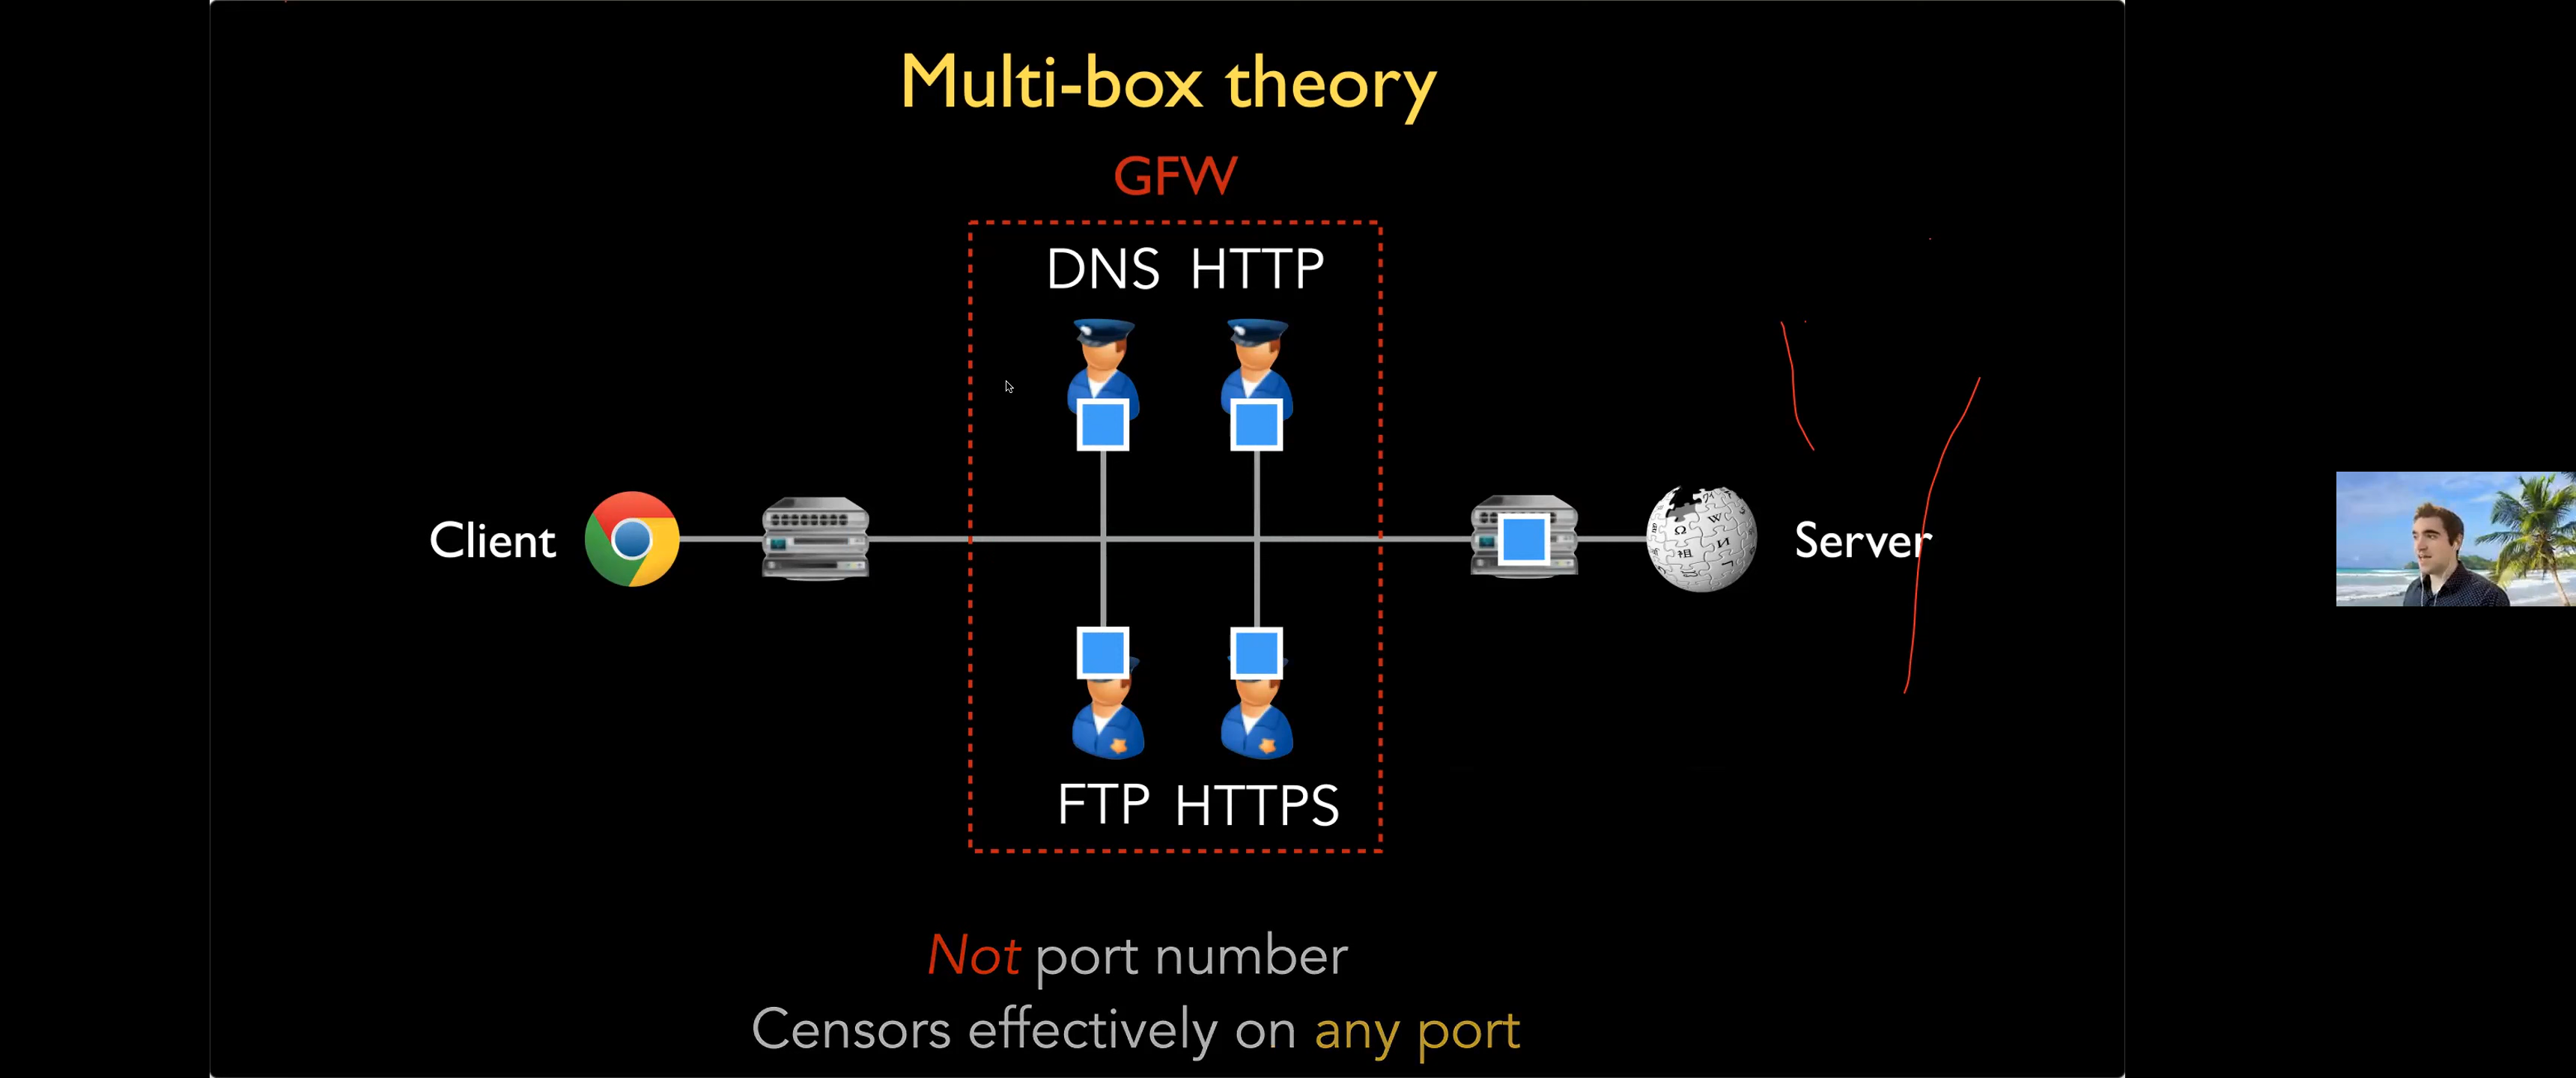 Multi-box theory
GFW
DNS HTTP
Client
Server
FTP HTTPS
Not port number
Censors effectively on any port